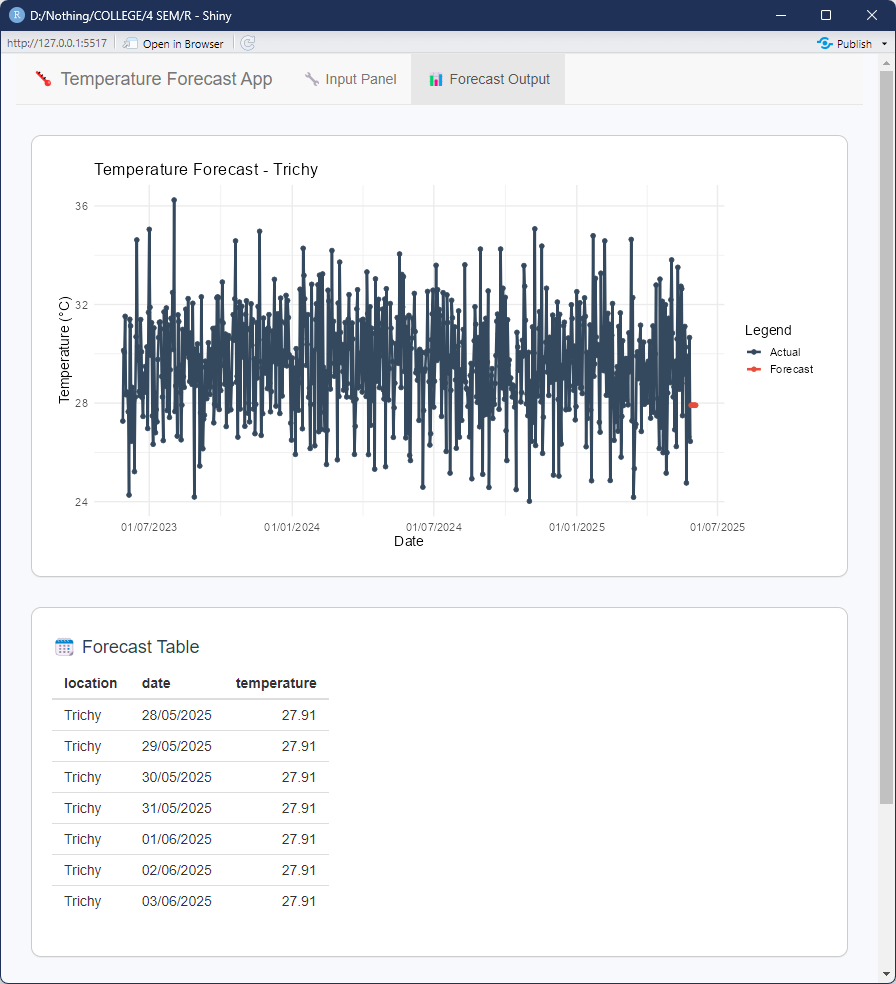 R D:/Nothing/COLLEGE/4 SEM/R - Shiny
http://127.0.0.1:5517 Open in Browser Publish
Temperature Forecast App Input Panel Forecast Output
Temperature Forecast - Trichy
36
32
28
24
Temperature (°C)
01/07/2023 01/01/2024 01/07/2024 01/01/2025 01/07/2025
Date
Legend
Actual
Forecast
Forecast Table
location date temperature
Trichy 28/05/2025 27.91
Trichy 29/05/2025 27.91
Trichy 30/05/2025 27.91
Trichy 31/05/2025 27.91
Trichy 01/06/2025 27.91
Trichy 02/06/2025 27.91
Trichy 03/06/2025 27.91